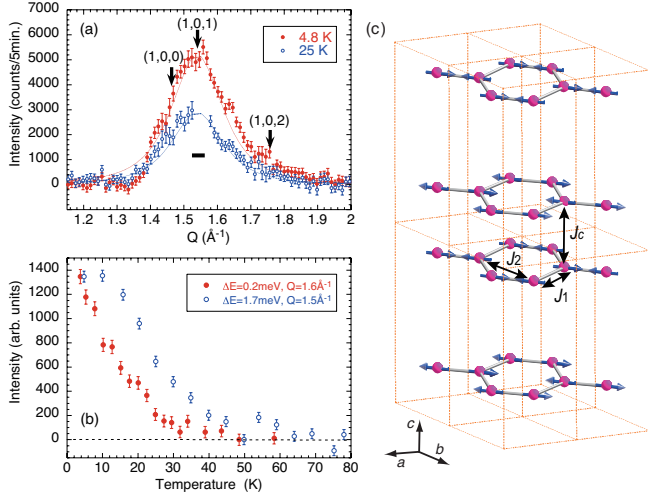 (a)
(1,0,1)
(1,0,0)
(1,0,2)
4.8 K
25 K
Intensity (counts/5min.)
7000
6000
5000
4000
3000
2000
1000
0
1.2 1.3 1.4 1.5 1.6 1.7 1.8 1.9 2
Q (Å⁻¹)
(b)
ΔE=0.2meV, Q=1.6Å⁻¹
ΔE=1.7meV, Q=1.5Å⁻¹
Intensity (arb. units)
1400
1200
1000
800
600
400
200
0
0 10 20 30 40 50 60 70 80
Temperature (K)
(c)
Jc
J2
J1
c
a
b